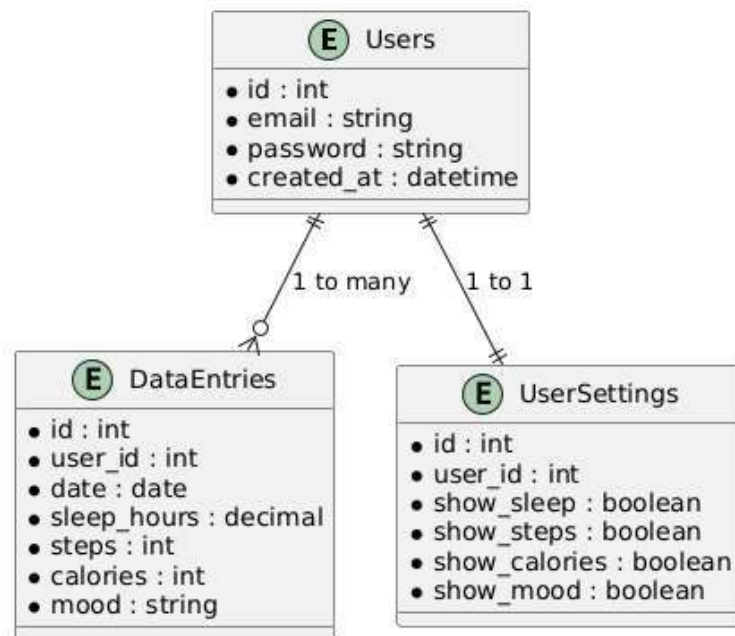 E Users
id : int
email : string
password : string
created_at : datetime
1 to many
1 to 1
E DataEntries
id : int
user_id : int
date : date
sleep_hours : decimal
steps : int
calories : int
mood : string
E UserSettings
id : int
user_id : int
show_sleep : boolean
show_steps : boolean
show_calories : boolean
show_mood : boolean